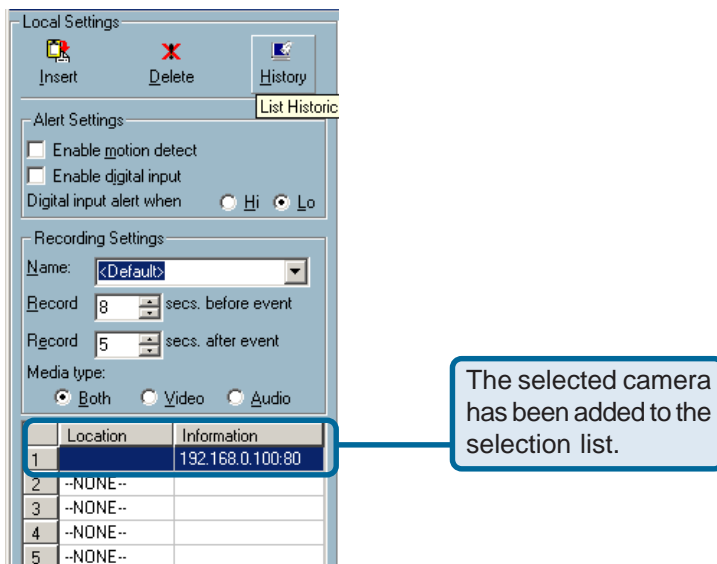 Local Settings
Insert Delete History
List Historic
Alert Settings
Enable motion detect
Enable digital input
Digital input alert when Hi Lo
Recording Settings
Name: <Default>
Record 8 secs. before event
Record 5 secs. after event
Media type:
Both Video Audio
Location Information
1 192.168.0.100:80
2 --NONE--
3 --NONE--
4 --NONE--
5 --NONE--
The selected camera
has been added to the
selection list.